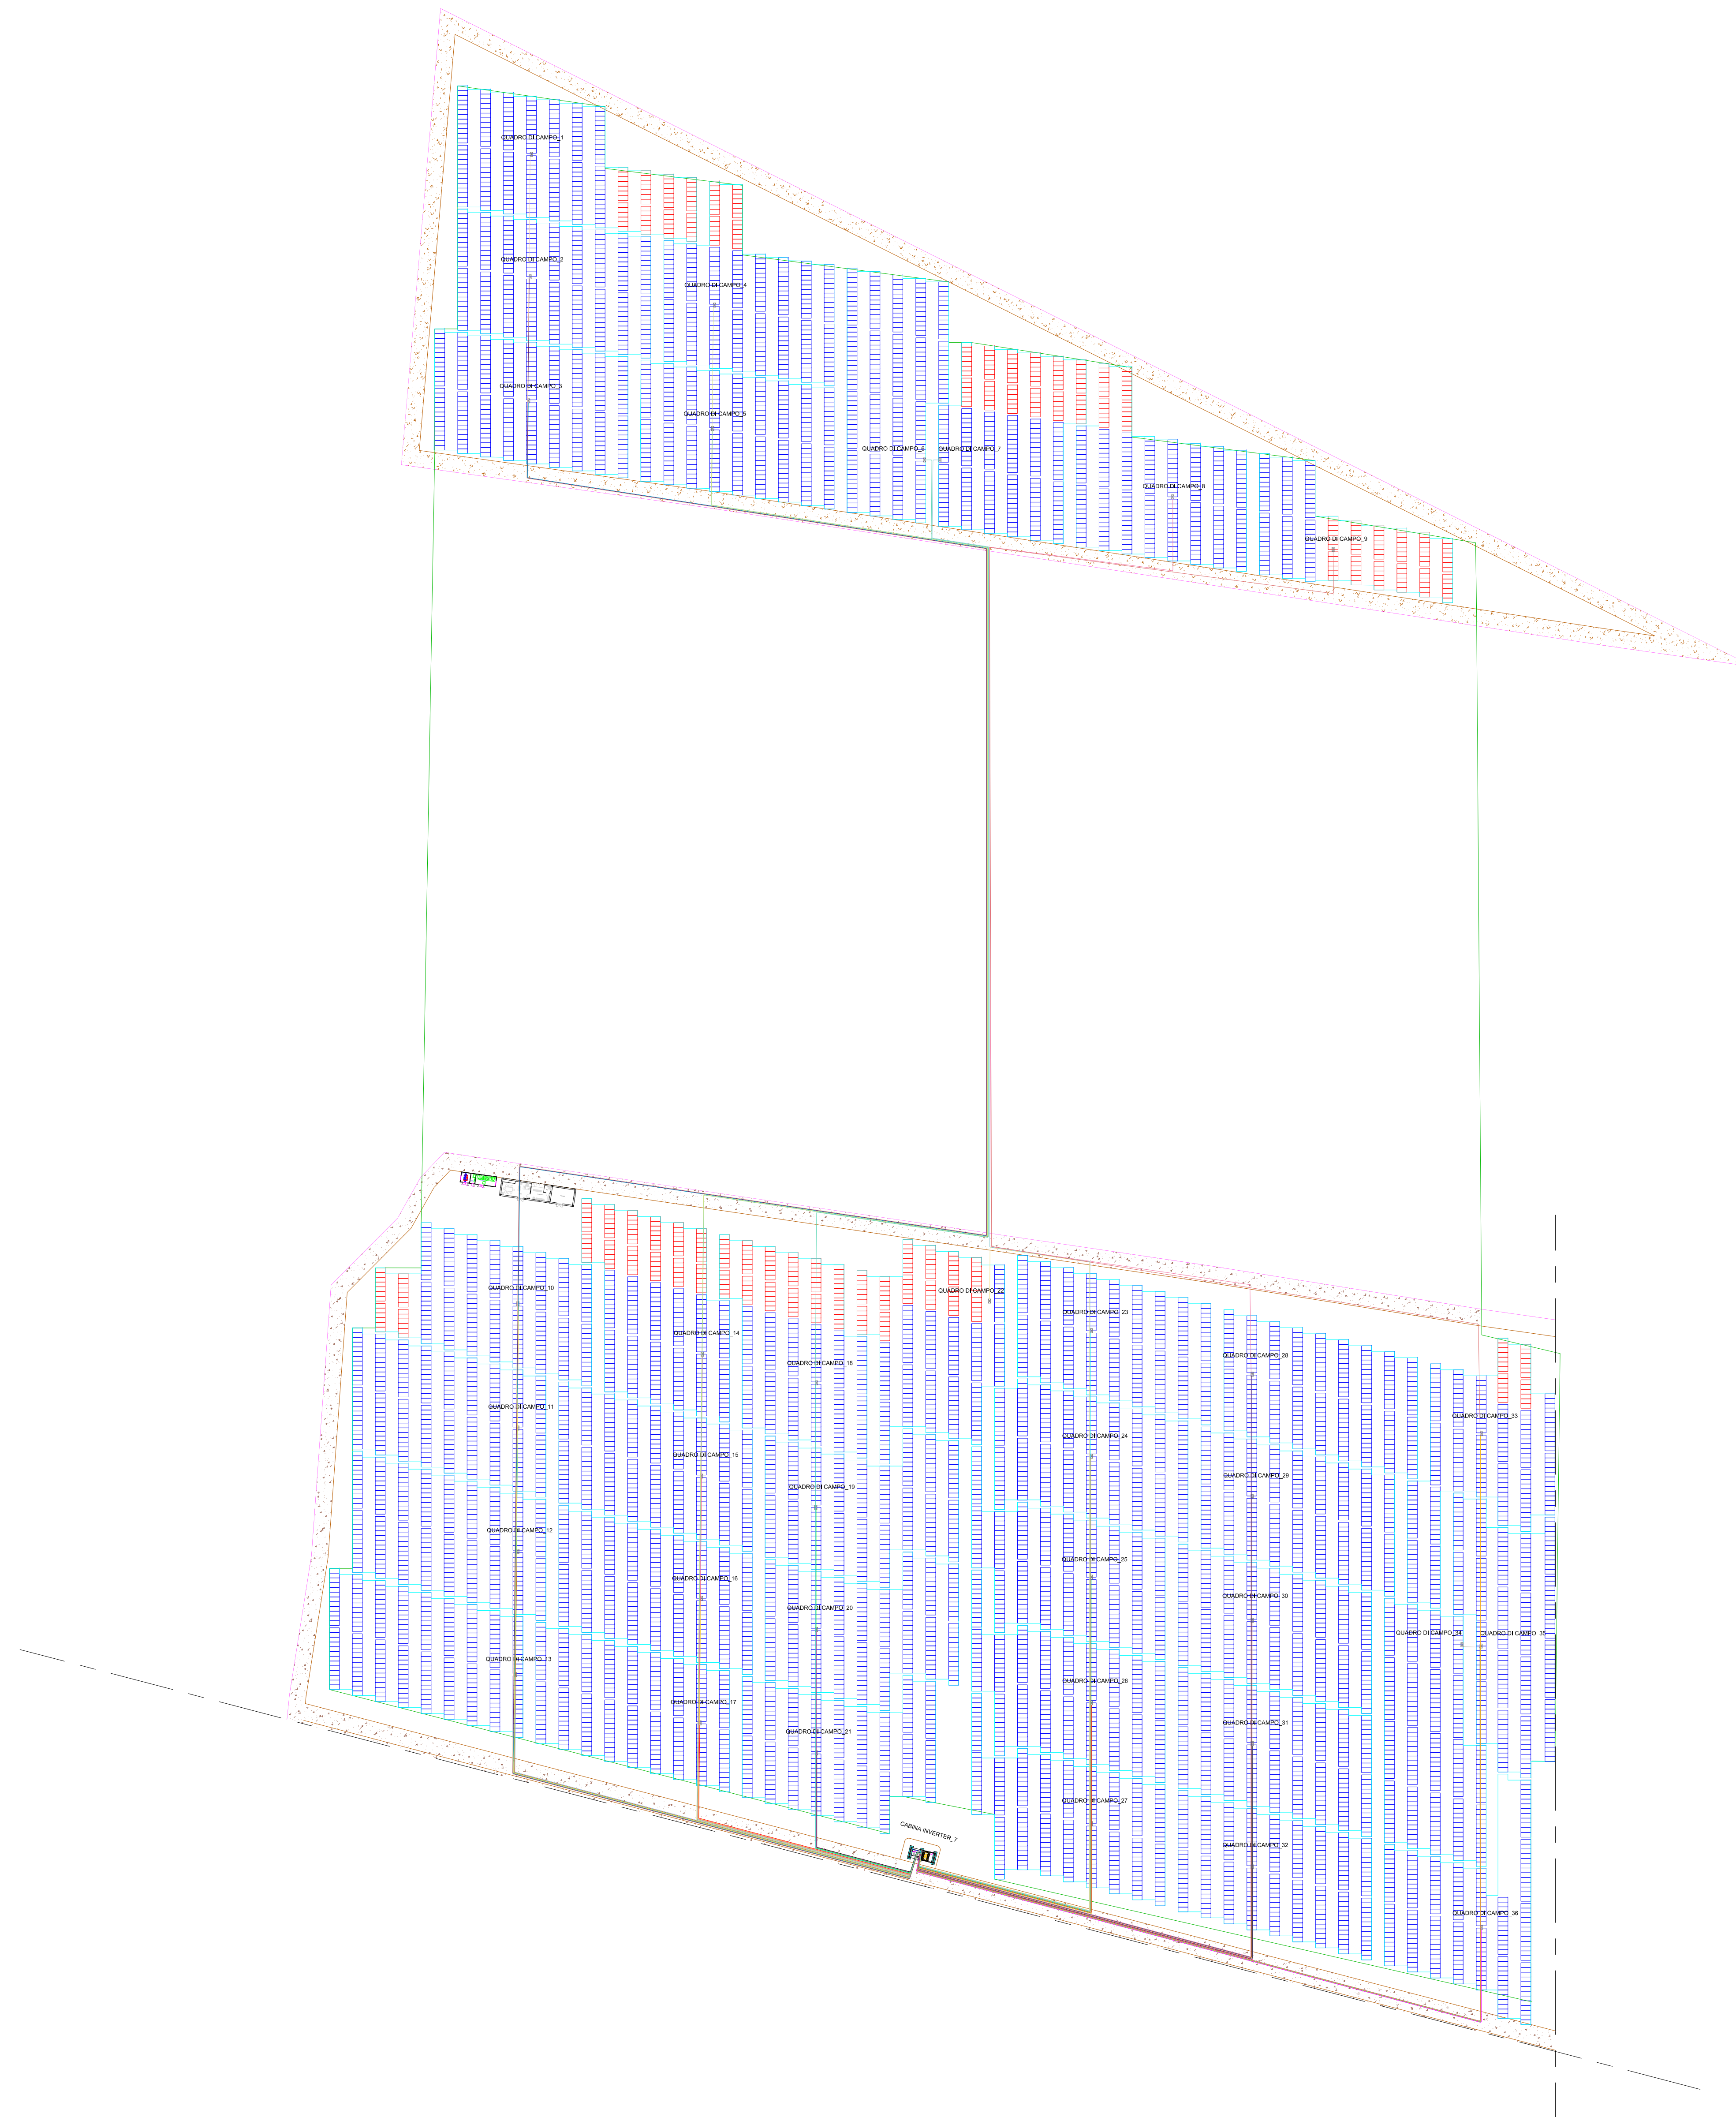 QUADRO DI CAMPO_1
QUADRO DI CAMPO_2
QUADRO DI CAMPO_4
QUADRO DI CAMPO_3
QUADRO DI CAMPO_5
QUADRO DI CAMPO_6
QUADRO DI CAMPO_7
QUADRO DI CAMPO_8
QUADRO DI CAMPO_9
QUADRO DI CAMPO_10
QUADRO DI CAMPO_22
QUADRO DI CAMPO_23
QUADRO DI CAMPO_14
QUADRO DI CAMPO_28
QUADRO DI CAMPO_18
QUADRO DI CAMPO_11
QUADRO DI CAMPO_33
QUADRO DI CAMPO_24
QUADRO DI CAMPO_15
QUADRO DI CAMPO_29
QUADRO DI CAMPO_19
QUADRO DI CAMPO_12
QUADRO DI CAMPO_25
QUADRO DI CAMPO_16
QUADRO DI CAMPO_30
QUADRO DI CAMPO_20
QUADRO DI CAMPO_34
QUADRO DI CAMPO_35
QUADRO DI CAMPO_13
QUADRO DI CAMPO_26
QUADRO DI CAMPO_17
QUADRO DI CAMPO_31
QUADRO DI CAMPO_21
QUADRO DI CAMPO_27
CABINA INVERTER_7
QUADRO DI CAMPO_32
QUADRO DI CAMPO_36